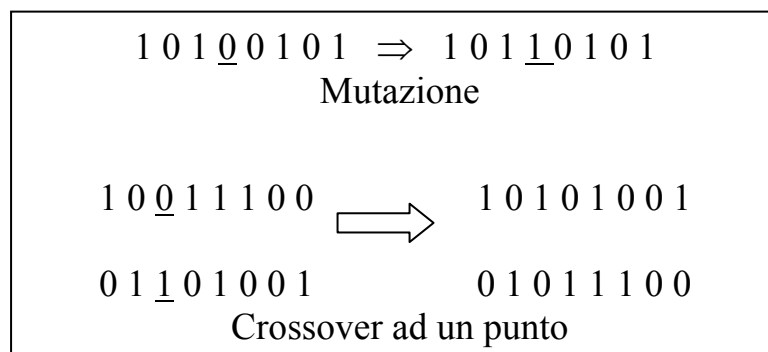 1 0 1 0 0 1 0 1 ⇒ 1 0 1 1 0 1 0 1
Mutazione
1 0 0 1 1 1 0 0 1 0 1 0 1 0 0 1
0 1 1 0 1 0 0 1 0 1 0 1 1 1 0 0
Crossover ad un punto